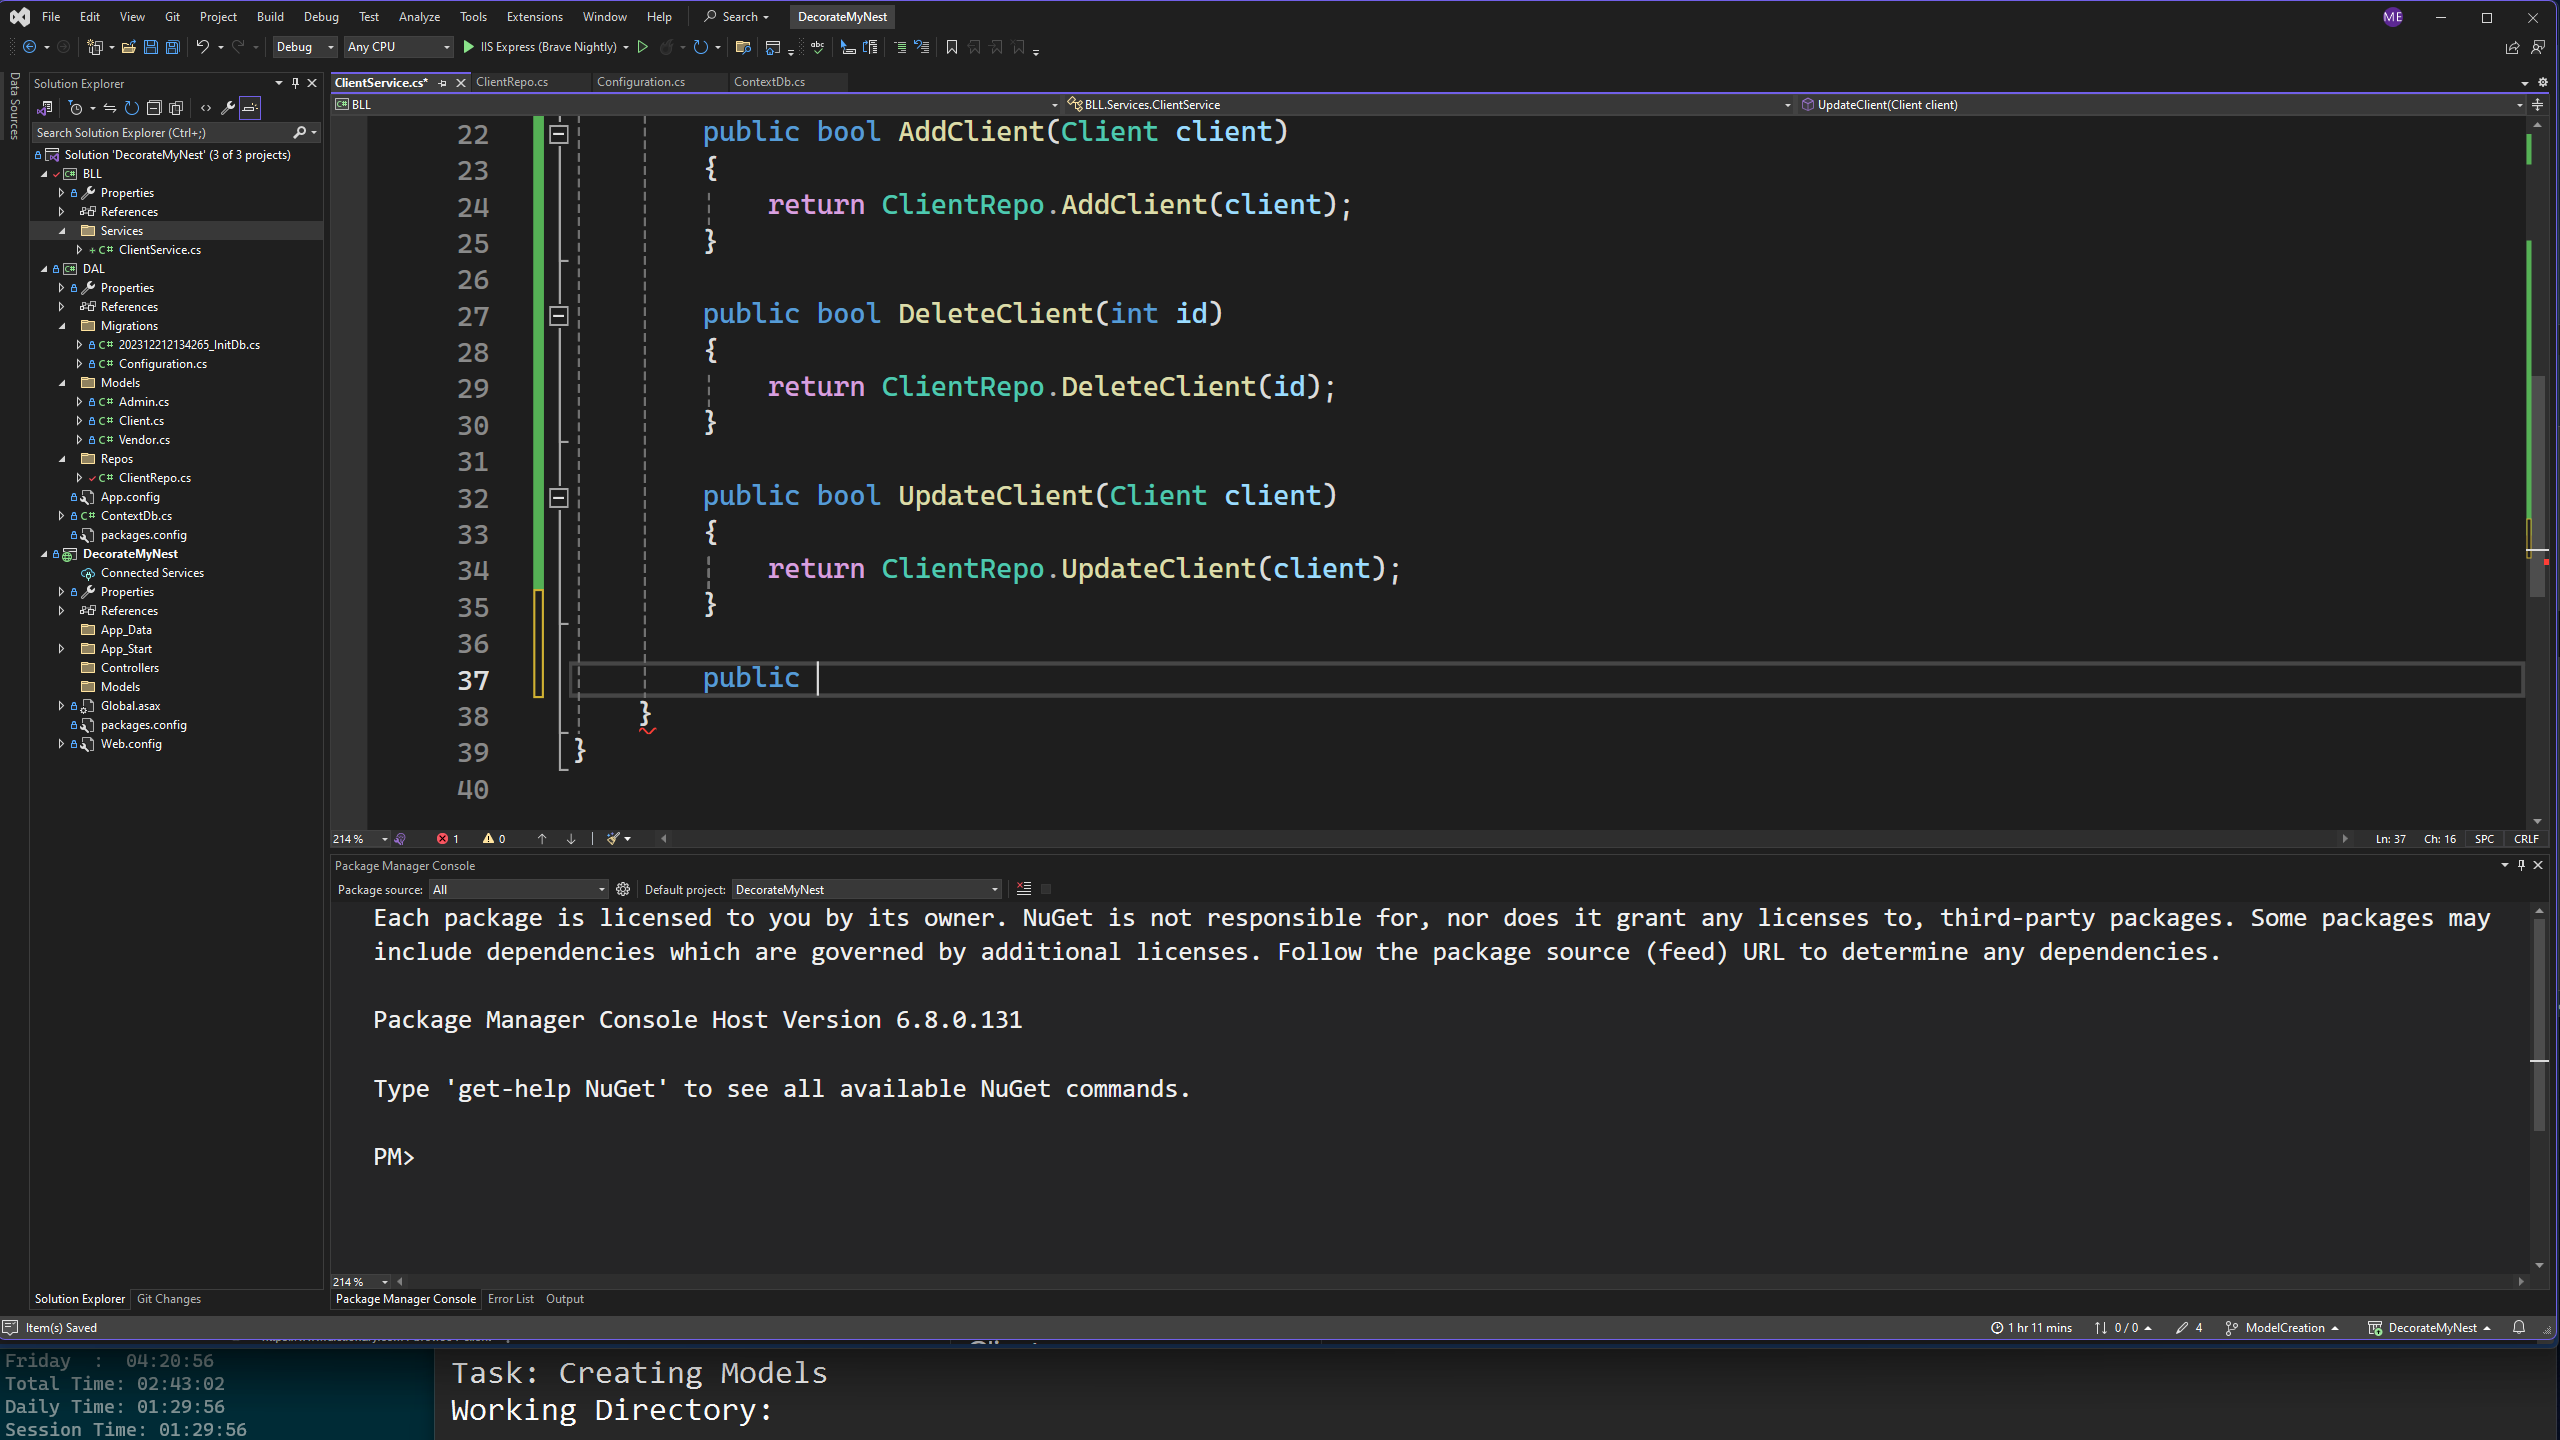 File Edit View Git Project Build Debug Test Analyze Tools Extensions Window Help Search DecorateMyNest ME
Debug Any CPU IIS Express (Brave Nightly)
Data Sources
Solution Explorer
Search Solution Explorer (Ctrl+;)
Solution 'DecorateMyNest' (3 of 3 projects)
BLL
Properties
References
Services
C# ClientService.cs
DAL
Properties
References
Migrations
C# 202312212134265_InitDb.cs
C# Configuration.cs
Models
C# Admin.cs
C# Client.cs
C# Vendor.cs
Repos
C# ClientRepo.cs
App.config
C# ContextDb.cs
packages.config
DecorateMyNest
Connected Services
Properties
References
App_Data
App_Start
Controllers
Models
Global.asax
packages.config
Web.config
Solution Explorer Git Changes
ClientService.cs* ClientRepo.cs Configuration.cs ContextDb.cs
BLL BLL.Services.ClientService UpdateClient(Client client)
22 public bool AddClient(Client client)
23 {
24 return ClientRepo.AddClient(client);
25 }
26
27 public bool DeleteClient(int id)
28 {
29 return ClientRepo.DeleteClient(id);
30 }
31
32 public bool UpdateClient(Client client)
33 {
34 return ClientRepo.UpdateClient(client);
35 }
36
37 public
38 }
39 }
40
214 % 1 0 Ln: 37 Ch: 16 SPC CRLF
Package Manager Console
Package source: All Default project: DecorateMyNest
Each package is licensed to you by its owner. NuGet is not responsible for, nor does it grant any licenses to, third-party packages. Some packages may
include dependencies which are governed by additional licenses. Follow the package source (feed) URL to determine any dependencies.
Package Manager Console Host Version 6.8.0.131
Type 'get-help NuGet' to see all available NuGet commands.
PM>
214 %
Package Manager Console Error List Output
Item(s) Saved 1 hr 11 mins 0 / 0 4 ModelCreation DecorateMyNest
Friday : 04:20:56
Total Time: 02:43:02
Daily Time: 01:29:56
Session Time: 01:29:56
Task: Creating Models
Working Directory: